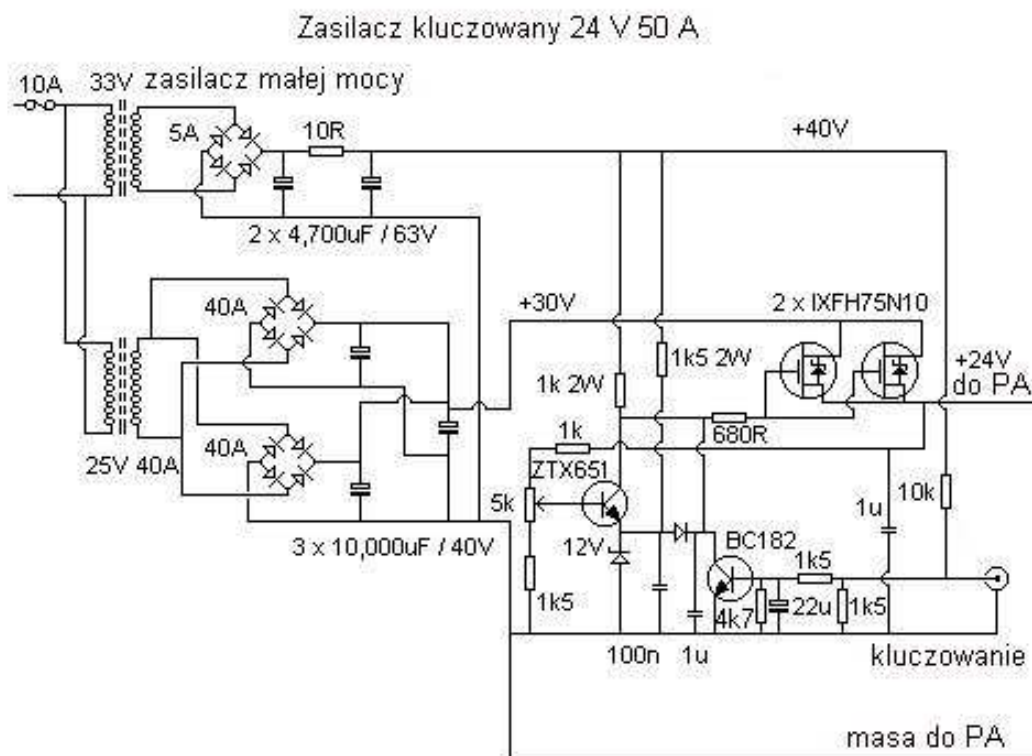 Zasilacz kluczowany 24 V 50 A
10A
33V zasilacz małej mocy
5A
10R
+40V
2 x 4,700uF / 63V
40A
+30V
2 x IXFH75N10
+24V
do PA
1k5 2W
1k 2W
680R
1k
40A
25V 40A
ZTX651
5k
10k
1u
12V
BC182
3 x 10,000uF / 40V
1k5
1k5
4k7
22u
1k5
100n
1u
kluczowanie
masa do PA